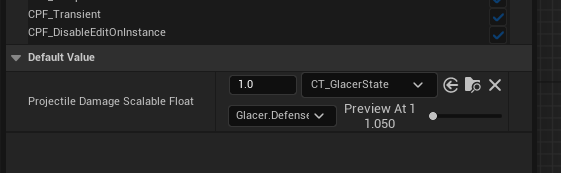 CPF_Transient
CPF_DisableEditOnInstance
Default Value
1.0 CT_GlacerState
Projectile Damage Scalable Float
Glacer.Defense Preview At 1
1.050